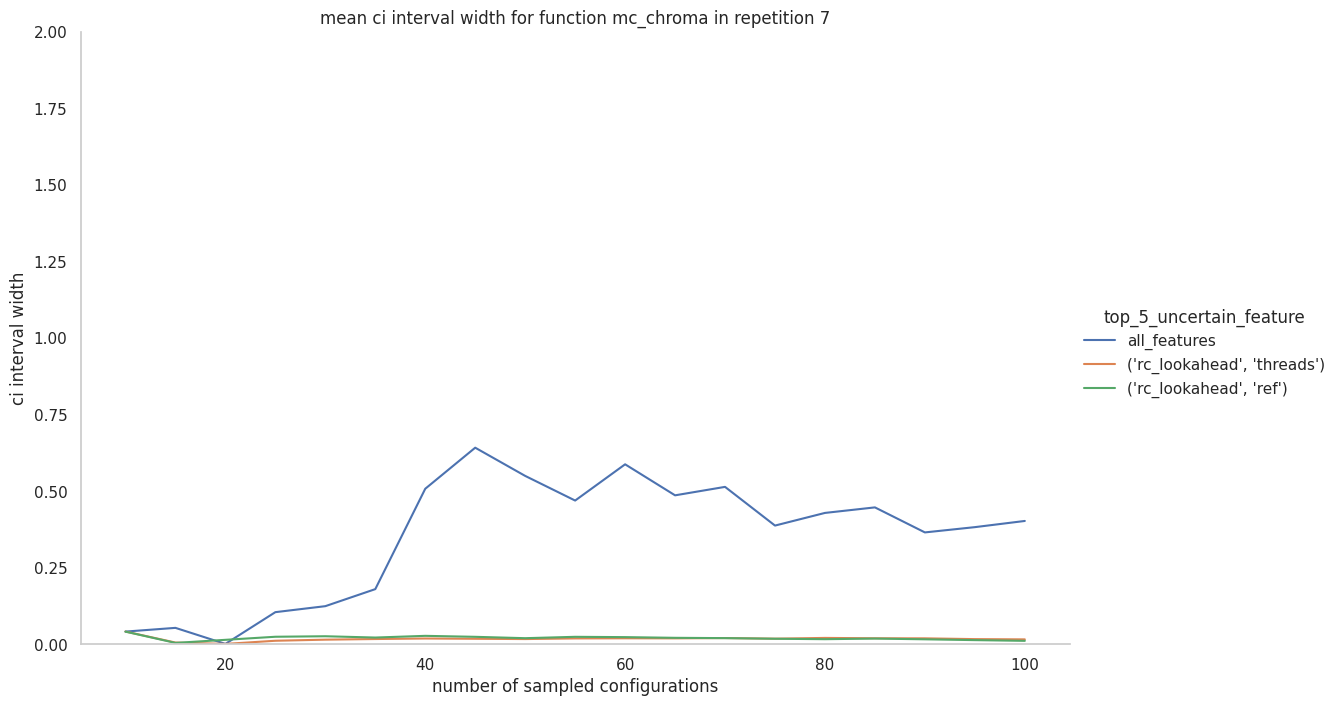 mean ci interval width for function mc_chroma in repetition 7
2.00
1.75
1.50
1.25
1.00
0.75
0.50
0.25
0.00
ci interval width
20
40
60
80
100
number of sampled configurations
top_5_uncertain_feature
all_features
('rc_lookahead', 'threads')
('rc_lookahead', 'ref')